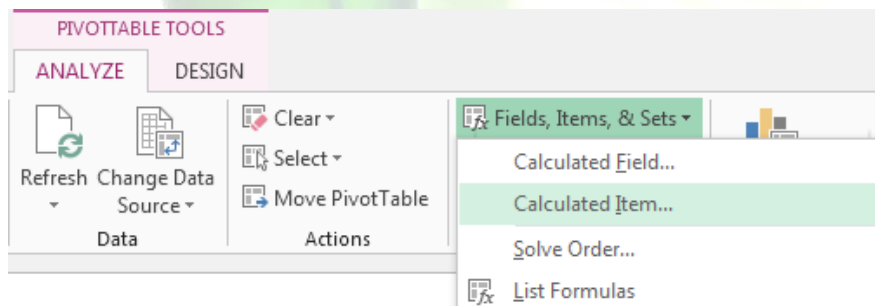 PIVOTTABLE TOOLS
ANALYZE DESIGN
Refresh
Change Data Source
Data
Clear
Select
Move PivotTable
Actions
Fields, Items, & Sets
Calculated Field...
Calculated Item...
Solve Order...
List Formulas